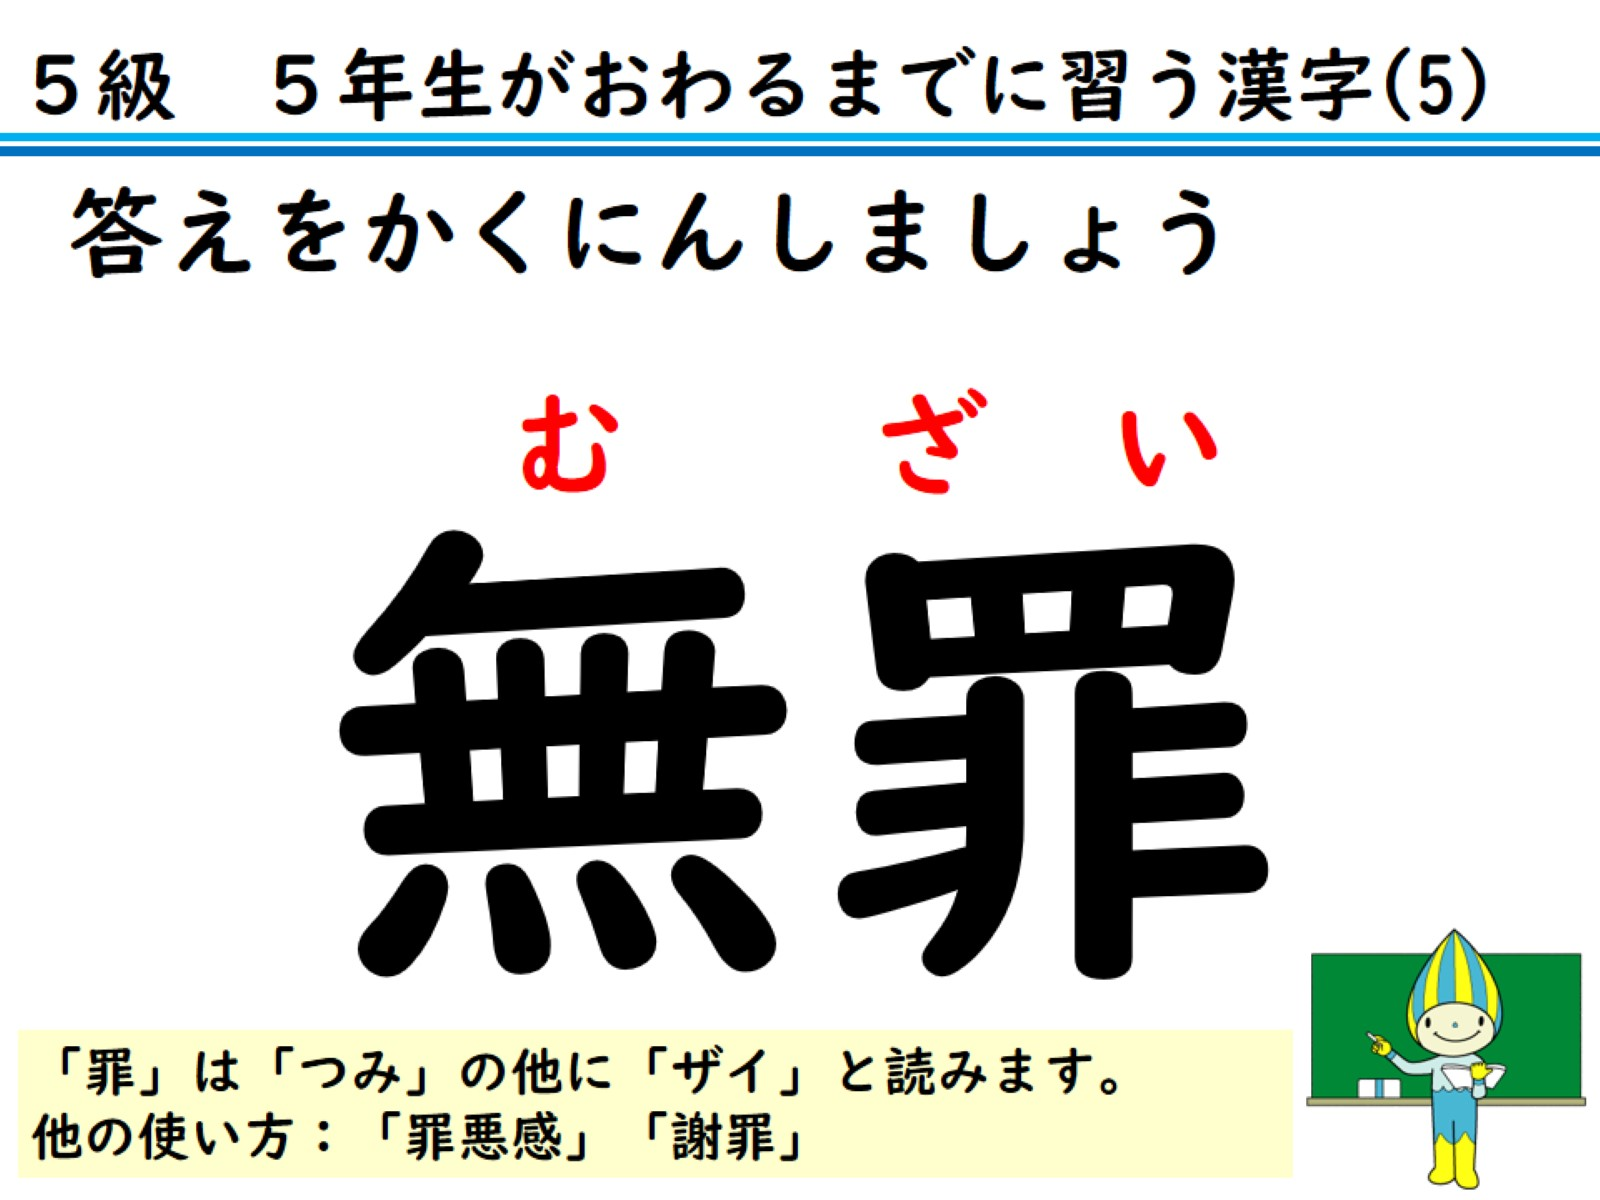 ５級　５年生がおわるまでに習う漢字(5)
答えをかくにんしましょう
む　ざい
無罪
「罪」は「つみ」の他に「ザイ」と読みます。
他の使い方：「罪悪感」「謝罪」